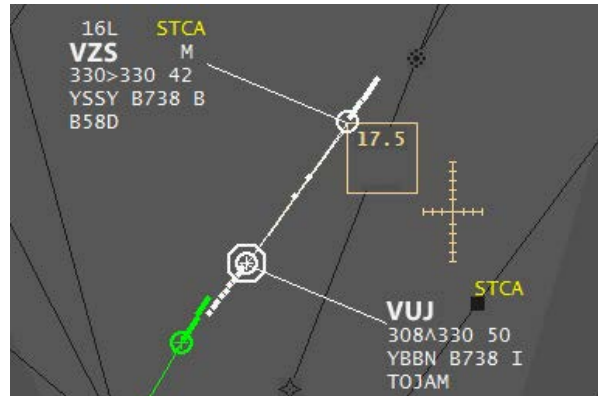 16L STCA
VZS M
330>330 42
YSSY B738 B
B58D
17.5
STCA
VUJ
308^330 50
YBBN B738 I
TOJAM